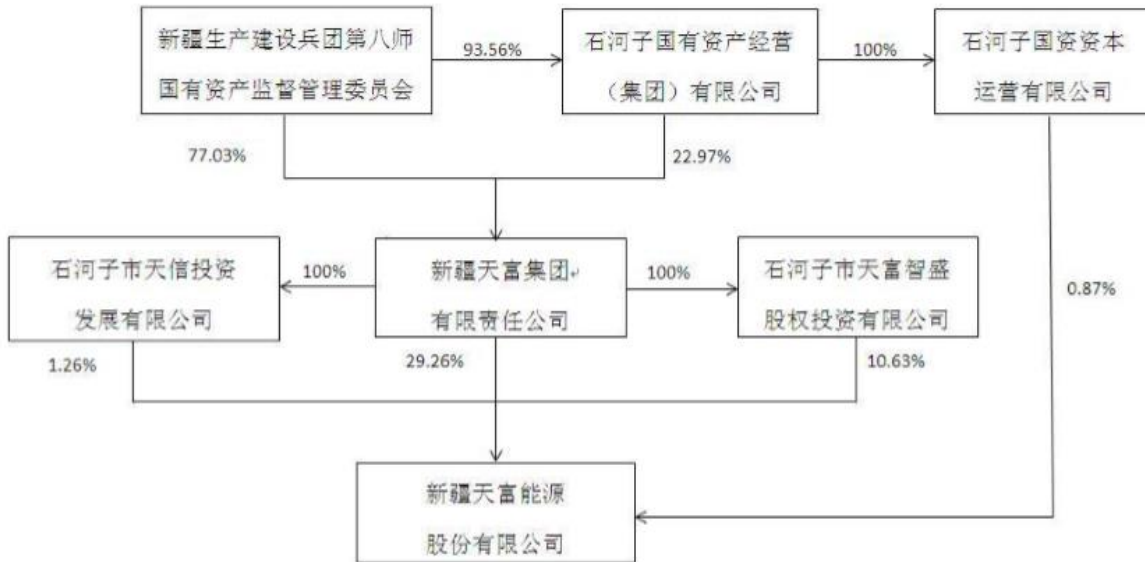 新疆生产建设兵团第八师
国有资产监督管理委员会
93.56%
石河子国有资产经营
（集团）有限公司
100%
石河子国资资本
运营有限公司
77.03%
22.97%
石河子市天信投资
发展有限公司
100%
新疆天富集团
有限责任公司
100%
石河子市天富智盛
股权投资有限公司
0.87%
1.26%
29.26%
10.63%
新疆天富能源
股份有限公司